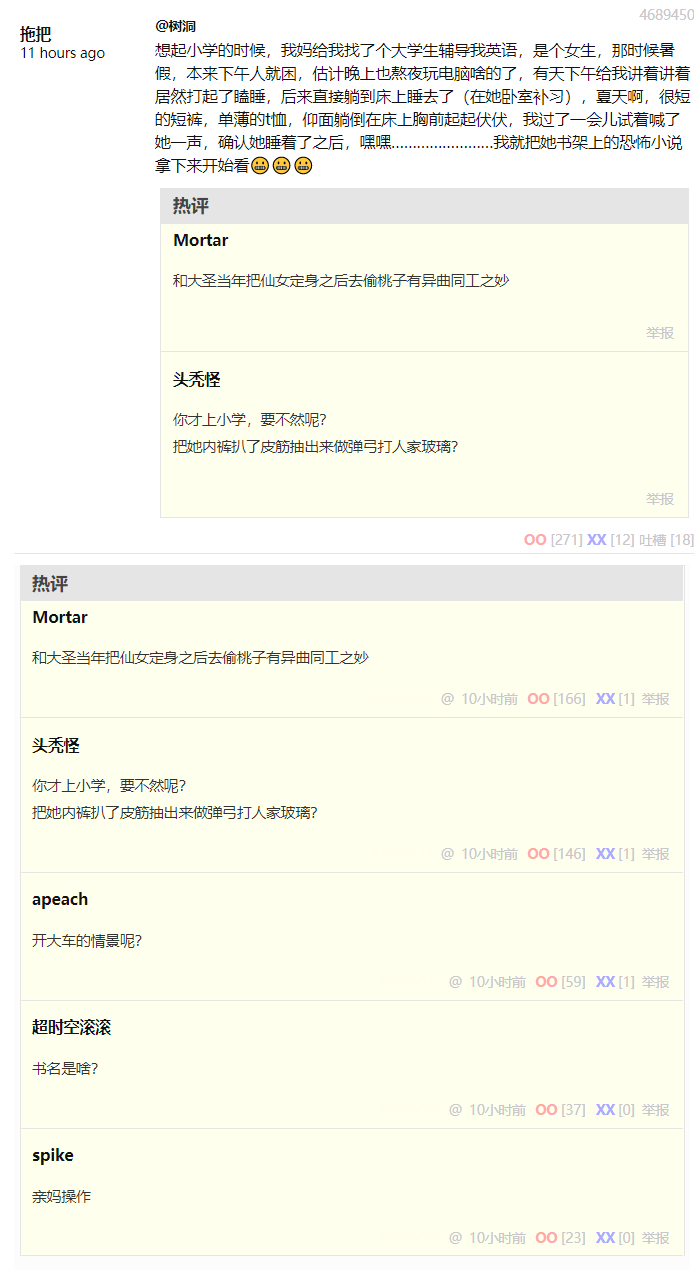 4689450
拖把
11 hours ago
@树洞
想起小学的时候，我妈给我找了个大学生辅导我英语，是个女生，那时候暑
假，本来下午人就困，估计晚上也熬夜玩电脑啥的了，有天下午给我讲着讲着
居然打起了瞌睡，后来直接躺到床上睡去了（在她卧室补习），夏天啊，很短
的短裤，单薄的t恤，仰面躺倒在床上胸前起起伏伏，我过了一会儿试着喊了
她一声，确认她睡着了之后，嘿嘿........................我就把她书架上的恐怖小说
拿下来开始看😬😬😬
热评
Mortar
和大圣当年把仙女定身之后去偷桃子有异曲同工之妙
举报
头秃怪
你才上小学，要不然呢?
把她内裤扒了皮筋抽出来做弹弓打人家玻璃?
举报
OO [271] XX [12] 吐槽 [18]
热评
Mortar
和大圣当年把仙女定身之后去偷桃子有异曲同工之妙
@ 10小时前 OO [166] XX [1] 举报
头秃怪
你才上小学，要不然呢?
把她内裤扒了皮筋抽出来做弹弓打人家玻璃?
@ 10小时前 OO [146] XX [1] 举报
apeach
开大车的情景呢?
@ 10小时前 OO [59] XX [1] 举报
超时空滚滚
书名是啥?
@ 10小时前 OO [37] XX [0] 举报
spike
亲妈操作
@ 10小时前 OO [23] XX [0] 举报